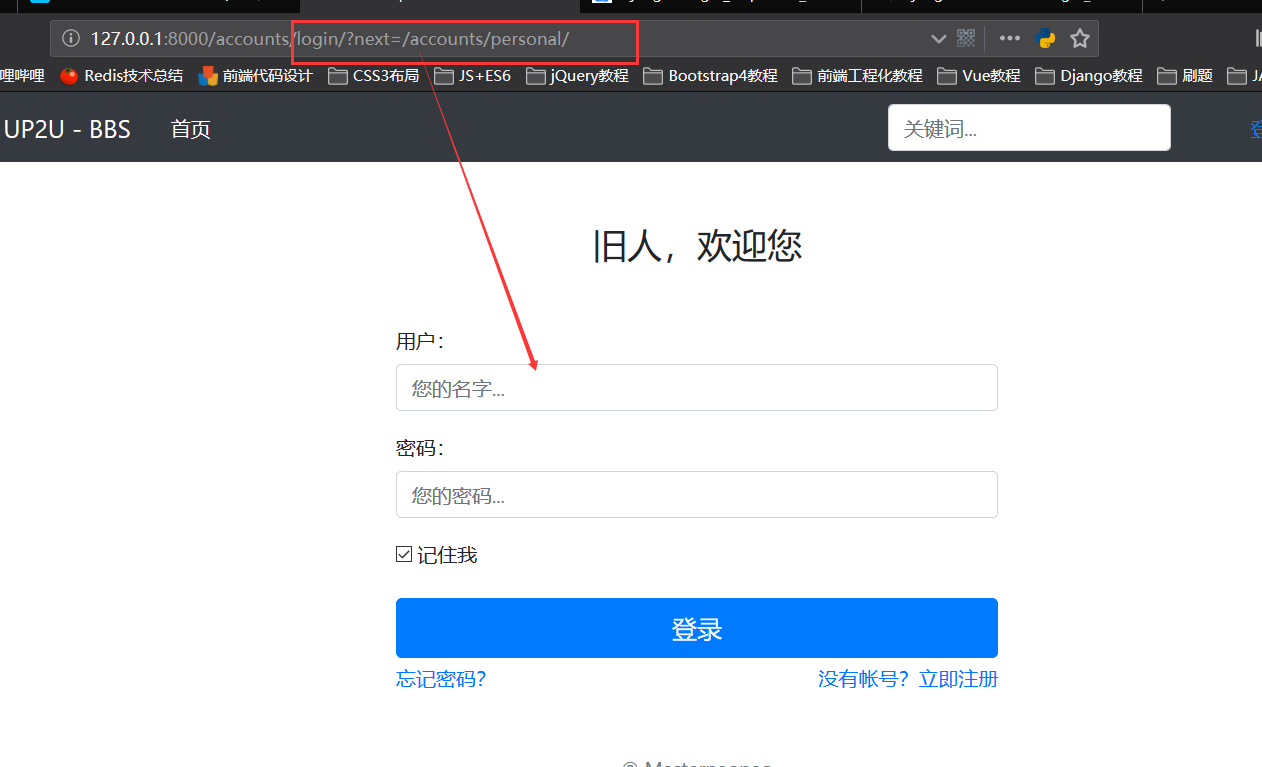 127.0.0.1:8000/accounts/login/?next=/accounts/personal/
哩哔哩 Redis技术总结 前端代码设计 CSS3布局 JS+ES6 jQuery教程 Bootstrap4教程 前端工程化教程 Vue教程 Django教程 刷题
UP2U - BBS 首页 关键词...
旧人，欢迎您
用户：
您的名字...
密码：
您的密码...
记住我
登录
忘记密码？ 没有帐号？立即注册